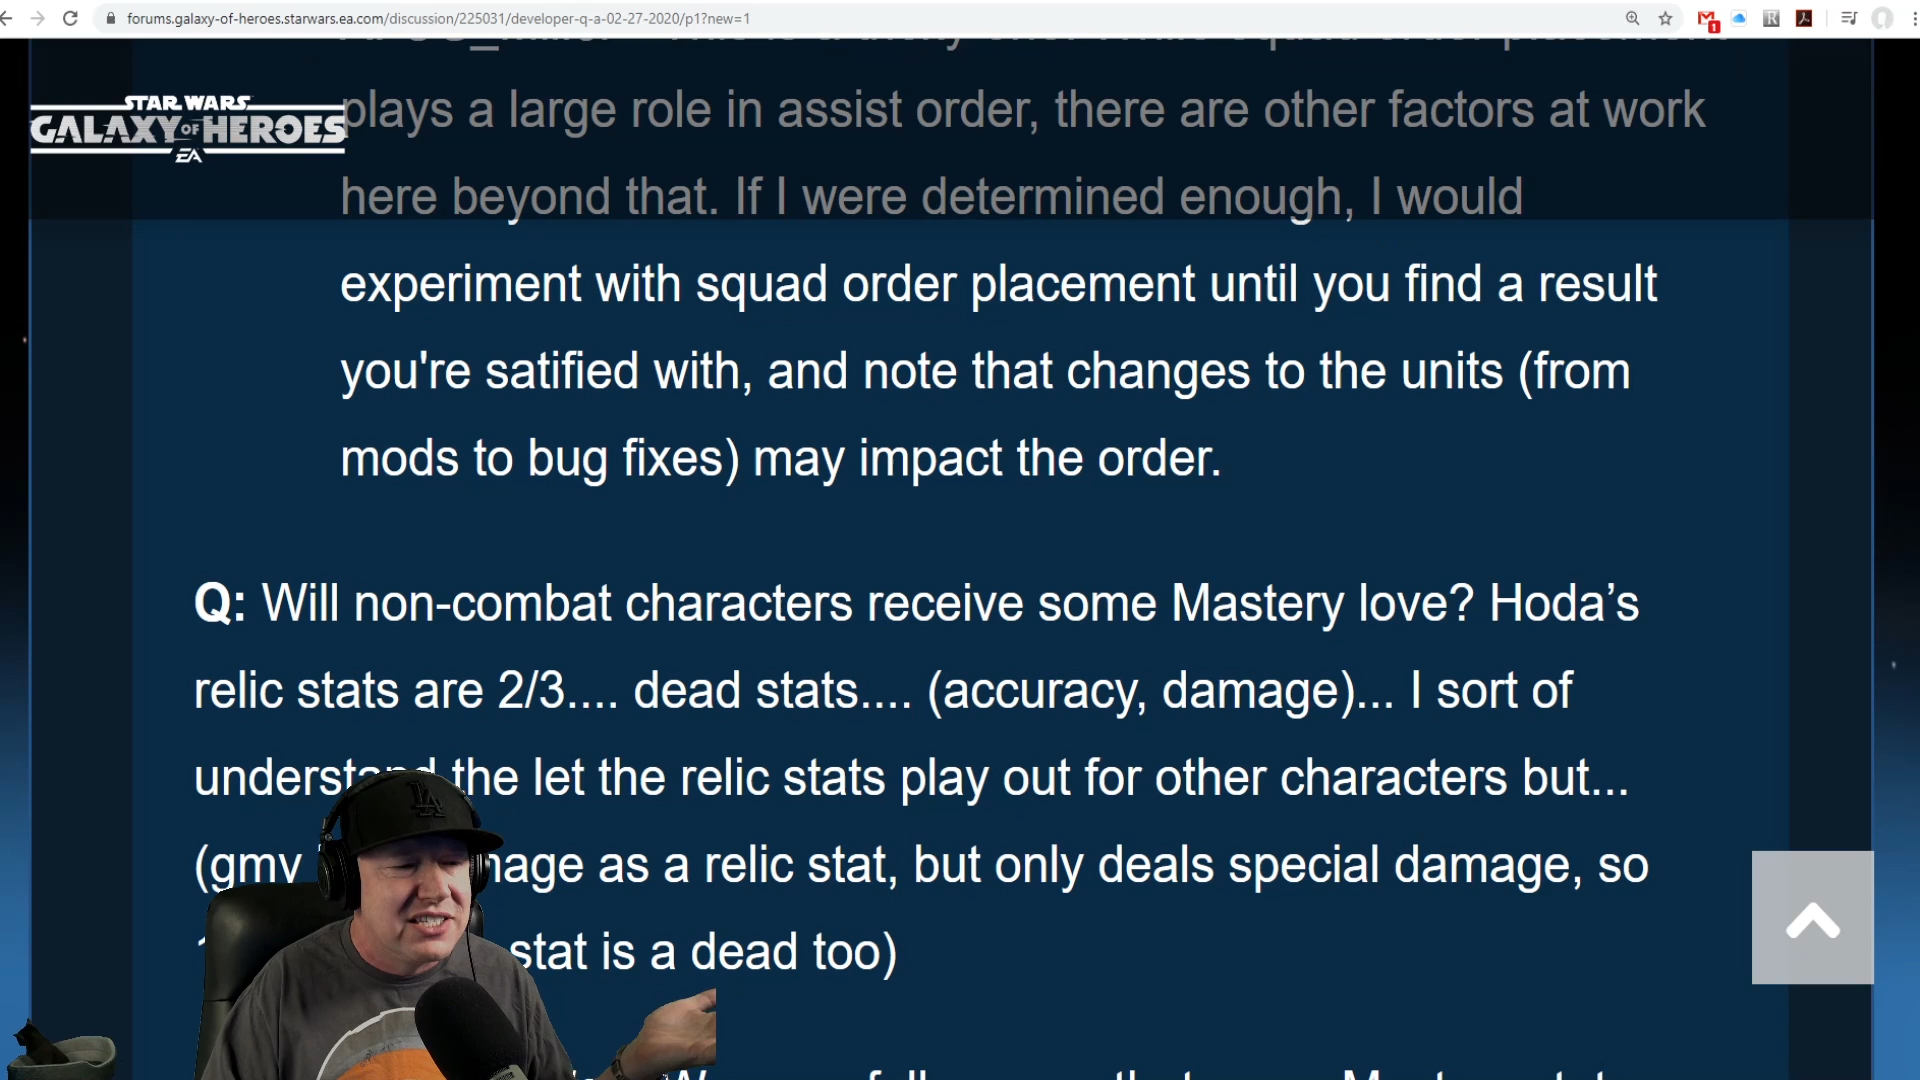 forums.galaxy-of-heroes.starwars.ea.com/discussion/225031/developer-q-a-02-27-2020/p1?new=1
STAR WARS
GALAXY OF HEROES
EA
plays a large role in assist order, there are other factors at work
here beyond that. If I were determined enough, I would
experiment with squad order placement until you find a result
you're satified with, and note that changes to the units (from
mods to bug fixes) may impact the order.
Q: Will non-combat characters receive some Mastery love? Hoda’s
relic stats are 2/3.... dead stats.... (accuracy, damage)... I sort of
understand the let the relic stats play out for other characters but...
(gmy as a relic stat, but only deals special damage, so
stat is a dead too)
LA
1